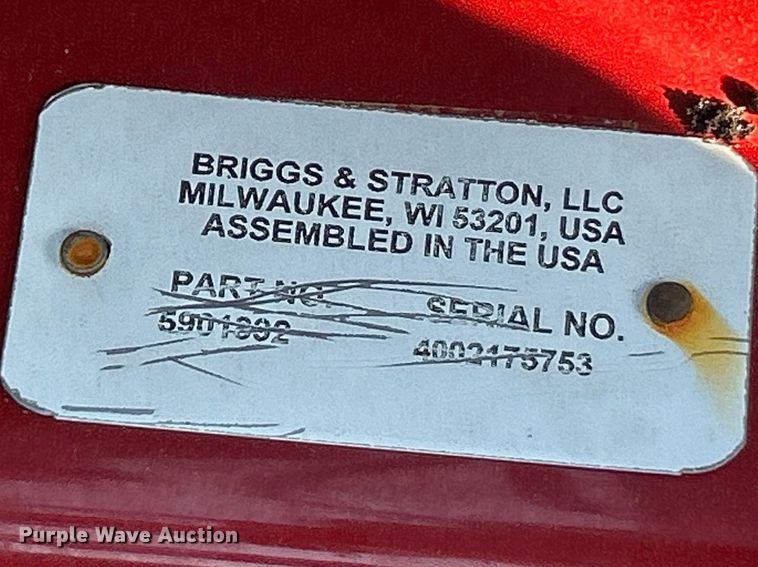 BRIGGS & STRATTON, LLC
MILWAUKEE, WI 53201, USA
ASSEMBLED IN THE USA
PART NO.
SERIAL NO.
4002175753
Purple Wave Auction